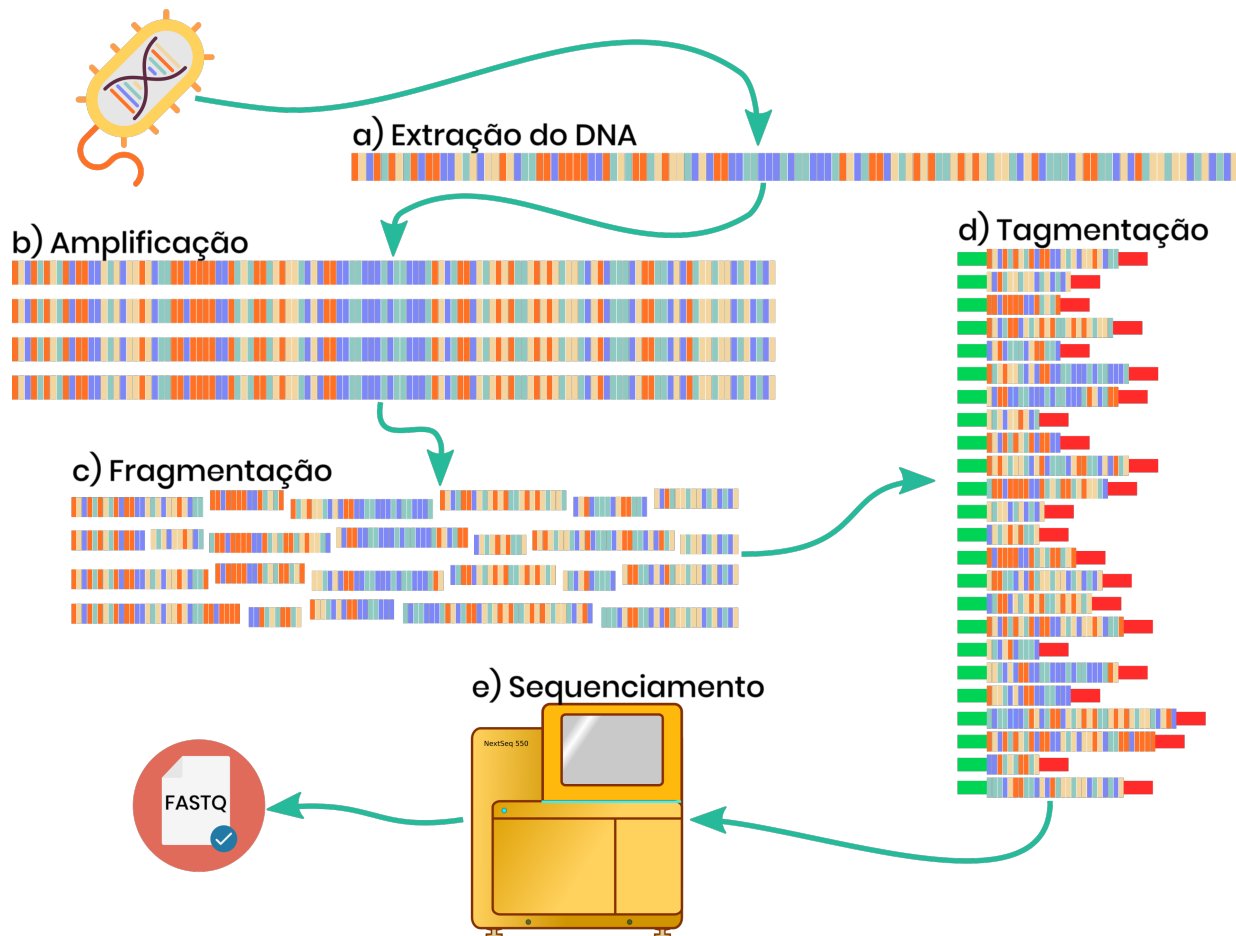 a) Extração do DNA
b) Amplificação
c) Fragmentação
d) Tagmentação
e) Sequenciamento
NextSeq 550
FASTQ